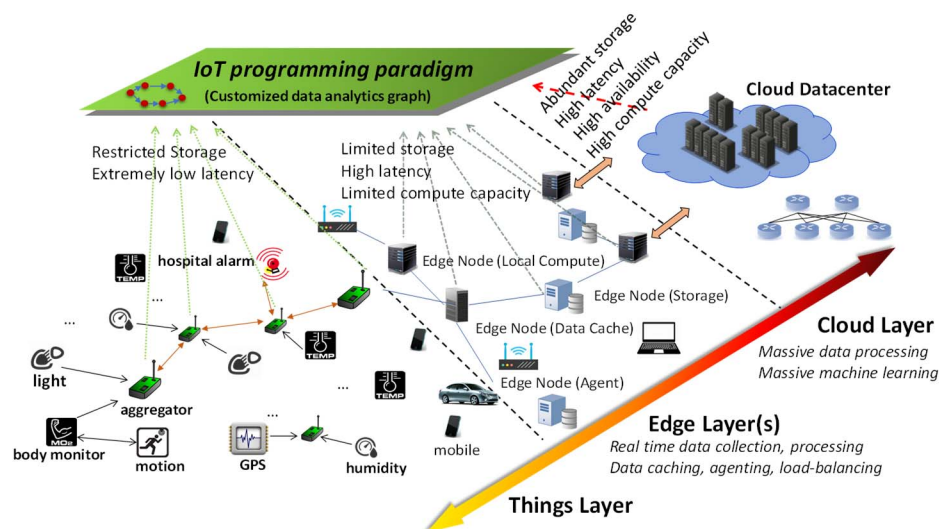 IoT programming paradigm
(Customized data analytics graph)
Abundant storage
High latency
High availability
High compute capacity
Cloud Datacenter
Restricted Storage
Extremely low latency
Limited storage
High latency
Limited compute capacity
hospital alarm
TEMP
Edge Node (Local Compute)
Edge Node (Storage)
...
...
TEMP
Edge Node (Data Cache)
Cloud Layer
Massive data processing
Massive machine learning
light
aggregator
...
TEMP
Edge Node (Agent)
...
Edge Layer(s)
Real time data collection, processing
Data caching, agenting, load-balancing
MO2
body monitor
motion
GPS
humidity
mobile
Things Layer